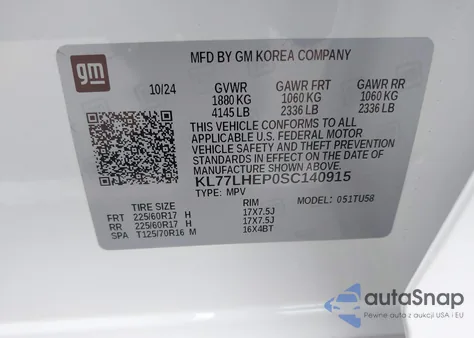 gm
MFD BY GM KOREA COMPANY
10/24 GVWR GAWR FRT GAWR RR
1880 KG 1060 KG 1060 KG
4145 LB 2336 LB 2336 LB
THIS VEHICLE CONFORMS TO ALL
APPLICABLE U.S. FEDERAL MOTOR
VEHICLE SAFETY AND THEFT PREVENTION
STANDARDS IN EFFECT ON THE DATE OF
MANUFACTURE SHOWN ABOVE.
KL77LHEP0SC140915
TYPE: MPV MODEL: 051TU58
TIRE SIZE RIM
FRT 225/60R17 H 17X7.5J
RR 225/60R17 H 17X7.5J
SPA T125/70R16 M 16X4BT
autoSnap
Pewne auta z aukcji USA i EU